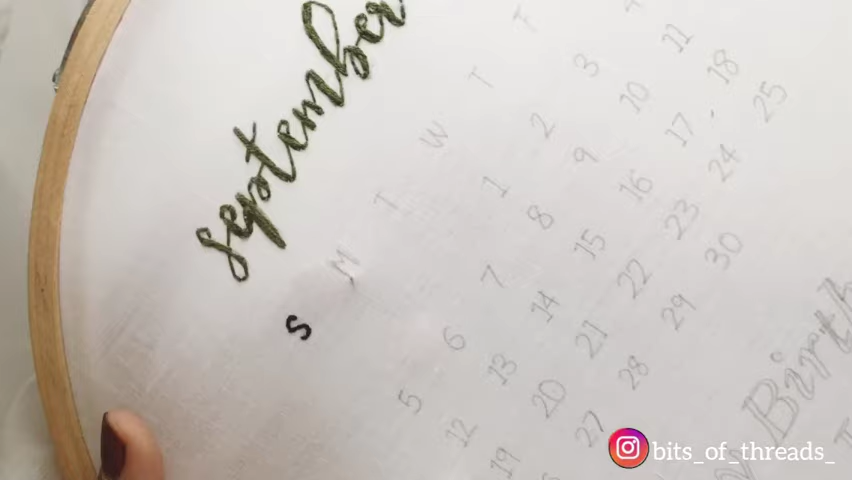 september
S M T W T F
1 2 3
5 6 7 8 9 10 11
12 13 14 15 16 17 18
19 20 21 22 23 24 25
27 28 29 30
Birth
bits_of_threads_